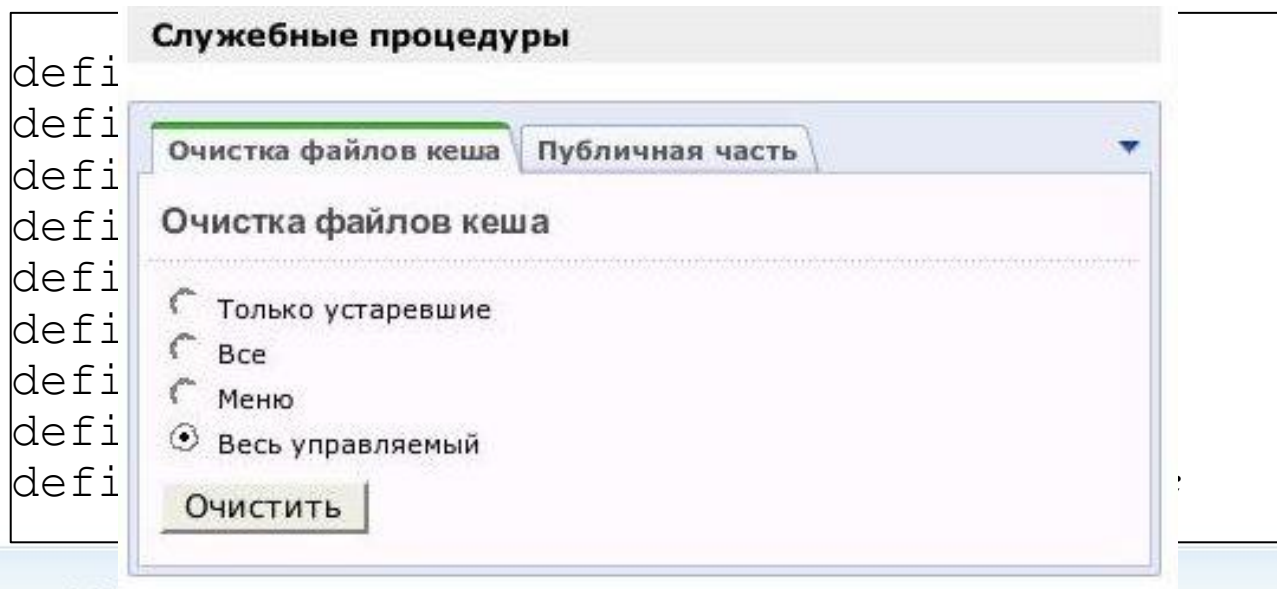 Служебные процедуры
defi
defi
defi
defi
defi
defi
defi
defi
defi
Очистка файлов кеша
Публичная часть
Очистка файлов кеша
Только устаревшие
Все
Меню
Весь управляемый
Очистить